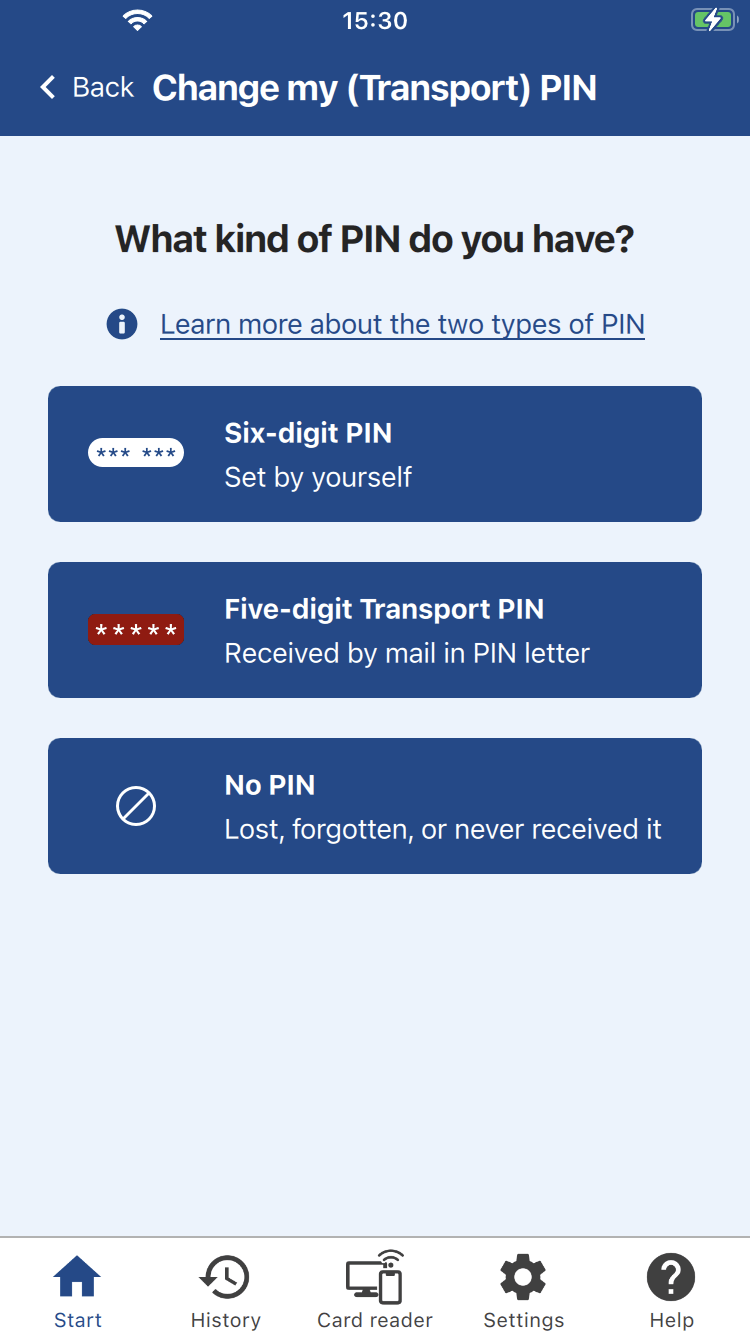 15:30
Back Change my (Transport) PIN
What kind of PIN do you have?
Learn more about the two types of PIN
*** ***
Six-digit PIN
Set by yourself
*****
Five-digit Transport PIN
Received by mail in PIN letter
No PIN
Lost, forgotten, or never received it
Start History Card reader Settings Help